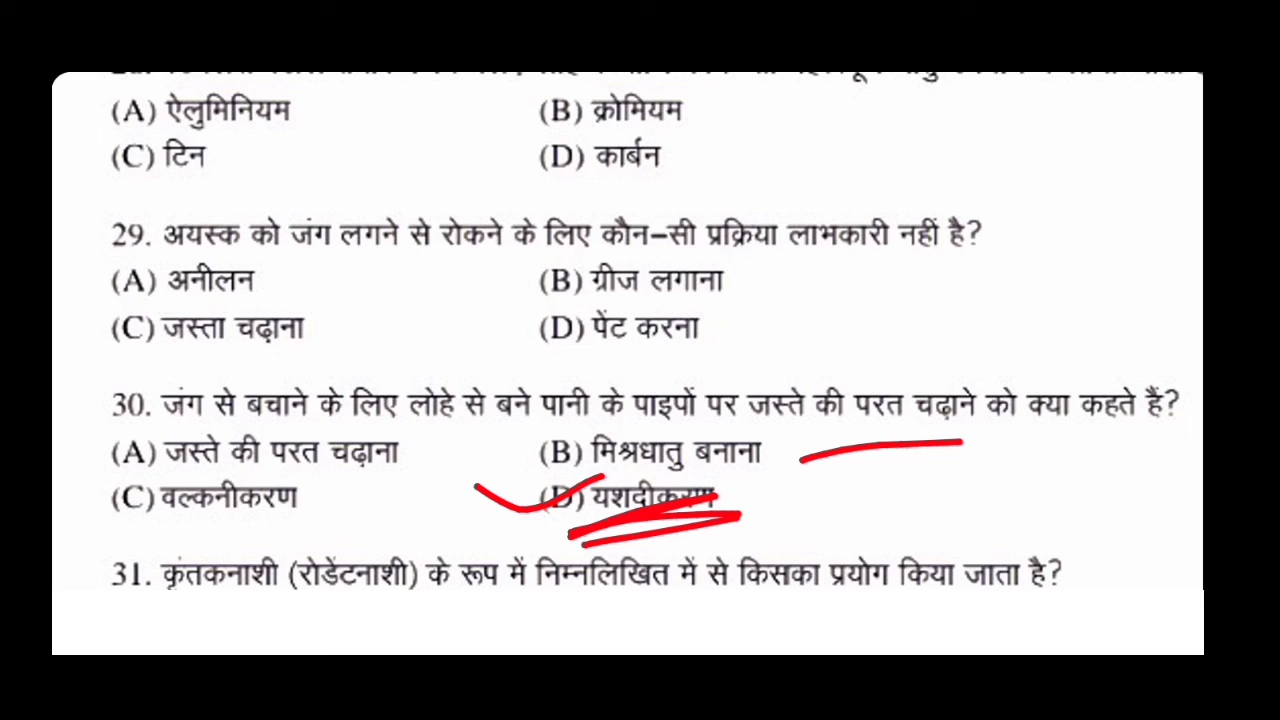 (A) ऐलुमिनियम (B) क्रोमियम
(C) टिन (D) कार्बन
29. अयस्क को जंग लगने से रोकने के लिए कौन-सी प्रक्रिया लाभकारी नहीं है?
(A) अनीलन (B) ग्रीज लगाना
(C) जस्ता चढ़ाना (D) पेंट करना
30. जंग से बचाने के लिए लोहे से बने पानी के पाइपों पर जस्ते की परत चढ़ाने को क्या कहते हैं?
(A) जस्ते की परत चढ़ाना (B) मिश्रधातु बनाना
(C) वल्कनीकरण (D) यशदीकरण
31. कृंतकनाशी (रोडेंटनाशी) के रूप में निम्नलिखित में से किसका प्रयोग किया जाता है?